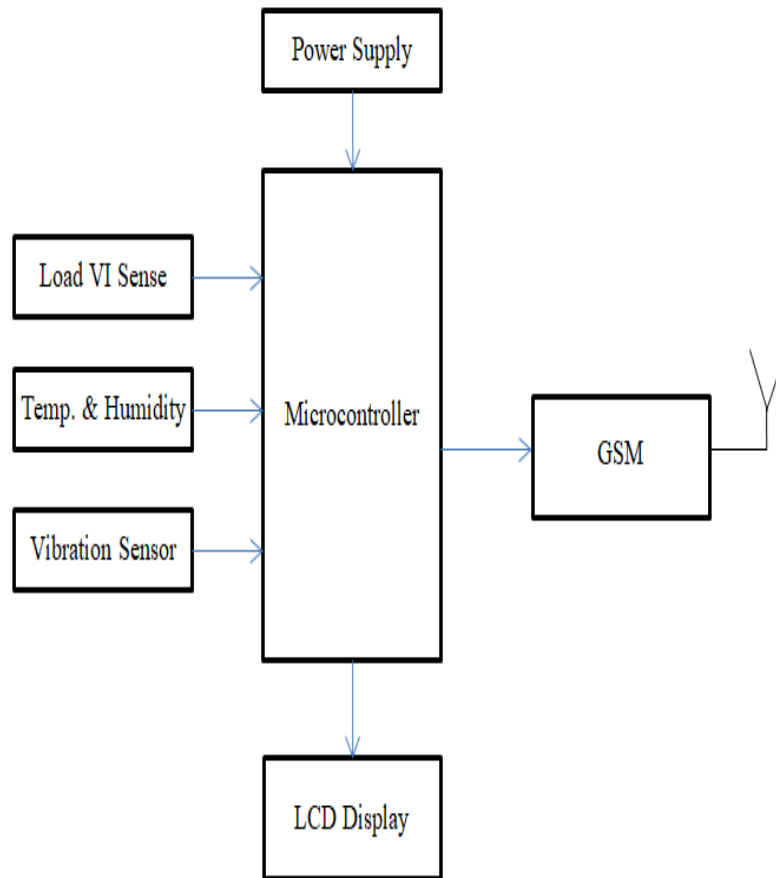 Power Supply
Load VI Sense
Temp. & Humidity
Microcontroller
GSM
Vibration Sensor
LCD Display